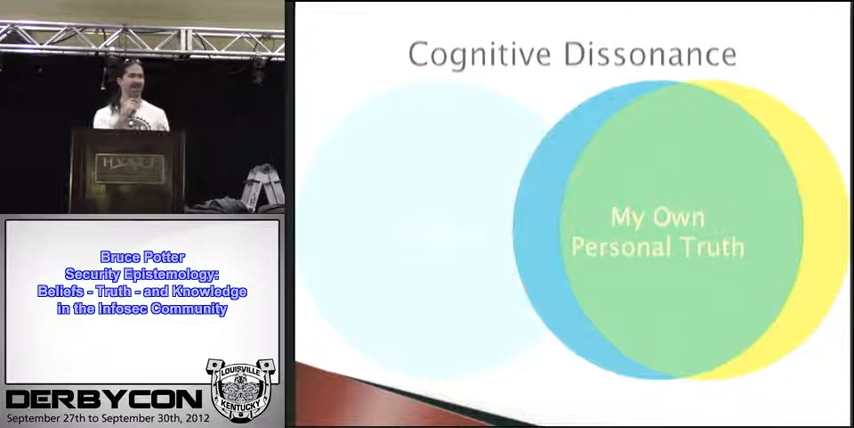 Cognitive Dissonance
My Own
Personal Truth
HYATT
Bruce Potter
Security Epistemology:
Beliefs - Truth - and Knowledge
in the Infosec Community
LOUISVILLE
KENTUCKY
DERBYCON
September 27th to September 30th, 2012